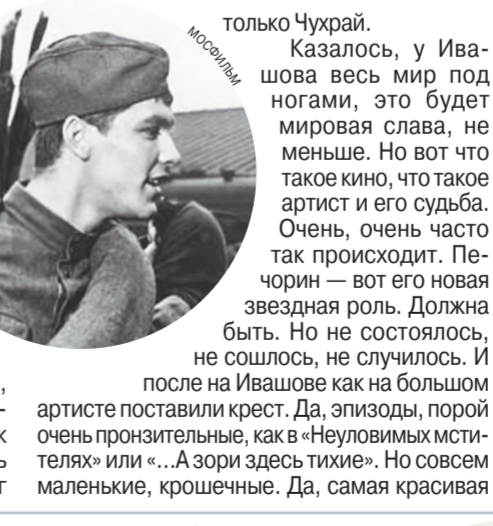 МОСФИЛЬМ
только Чухрай.
Казалось, у Ива-
шова весь мир под
ногами, это будет
мировая слава, не
меньше. Но вот что
такое кино, что такое
артист и его судьба.
Очень, очень часто
так происходит. Пе-
чорин — вот его новая
звездная роль. Должна
быть. Но не состоялось,
не сошлось, не случилось. И
после на Ивашове как на большом
артисте поставили крест. Да, эпизоды, порой
очень пронзительные, как в «Неуловимых мсти-
телях» или «…А зори здесь тихие». Но совсем
маленькие, крошечные. Да, самая красивая